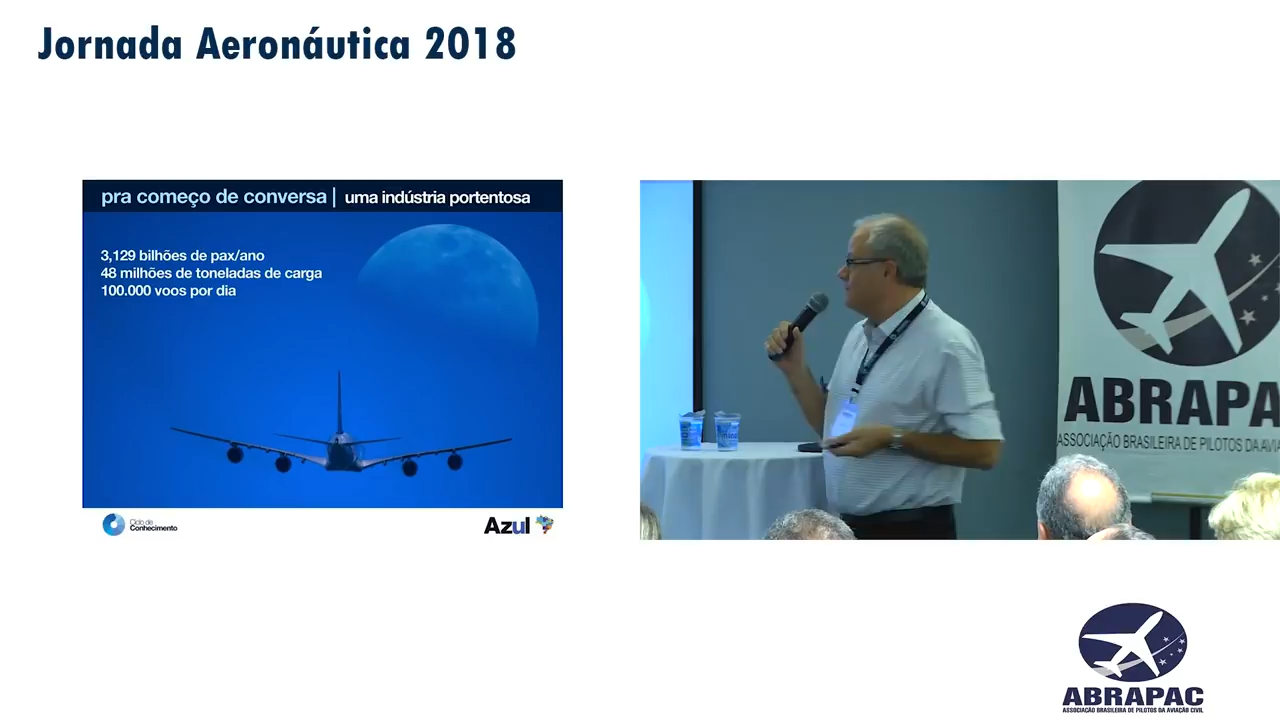 Jornada Aeronáutica 2018
pra começo de conversa | uma indústria portentosa
3,129 bilhões de pax/ano
48 milhões de toneladas de carga
100.000 voos por dia
Ciclo de
Conhecimento
Azul
ABRAPA
ASSOCIAÇÃO BRASILEIRA DE PILOTOS DA AVIA
ABRAPAC
ASSOCIAÇÃO BRASILEIRA DE PILOTOS DA AVIAÇÃO CIVIL